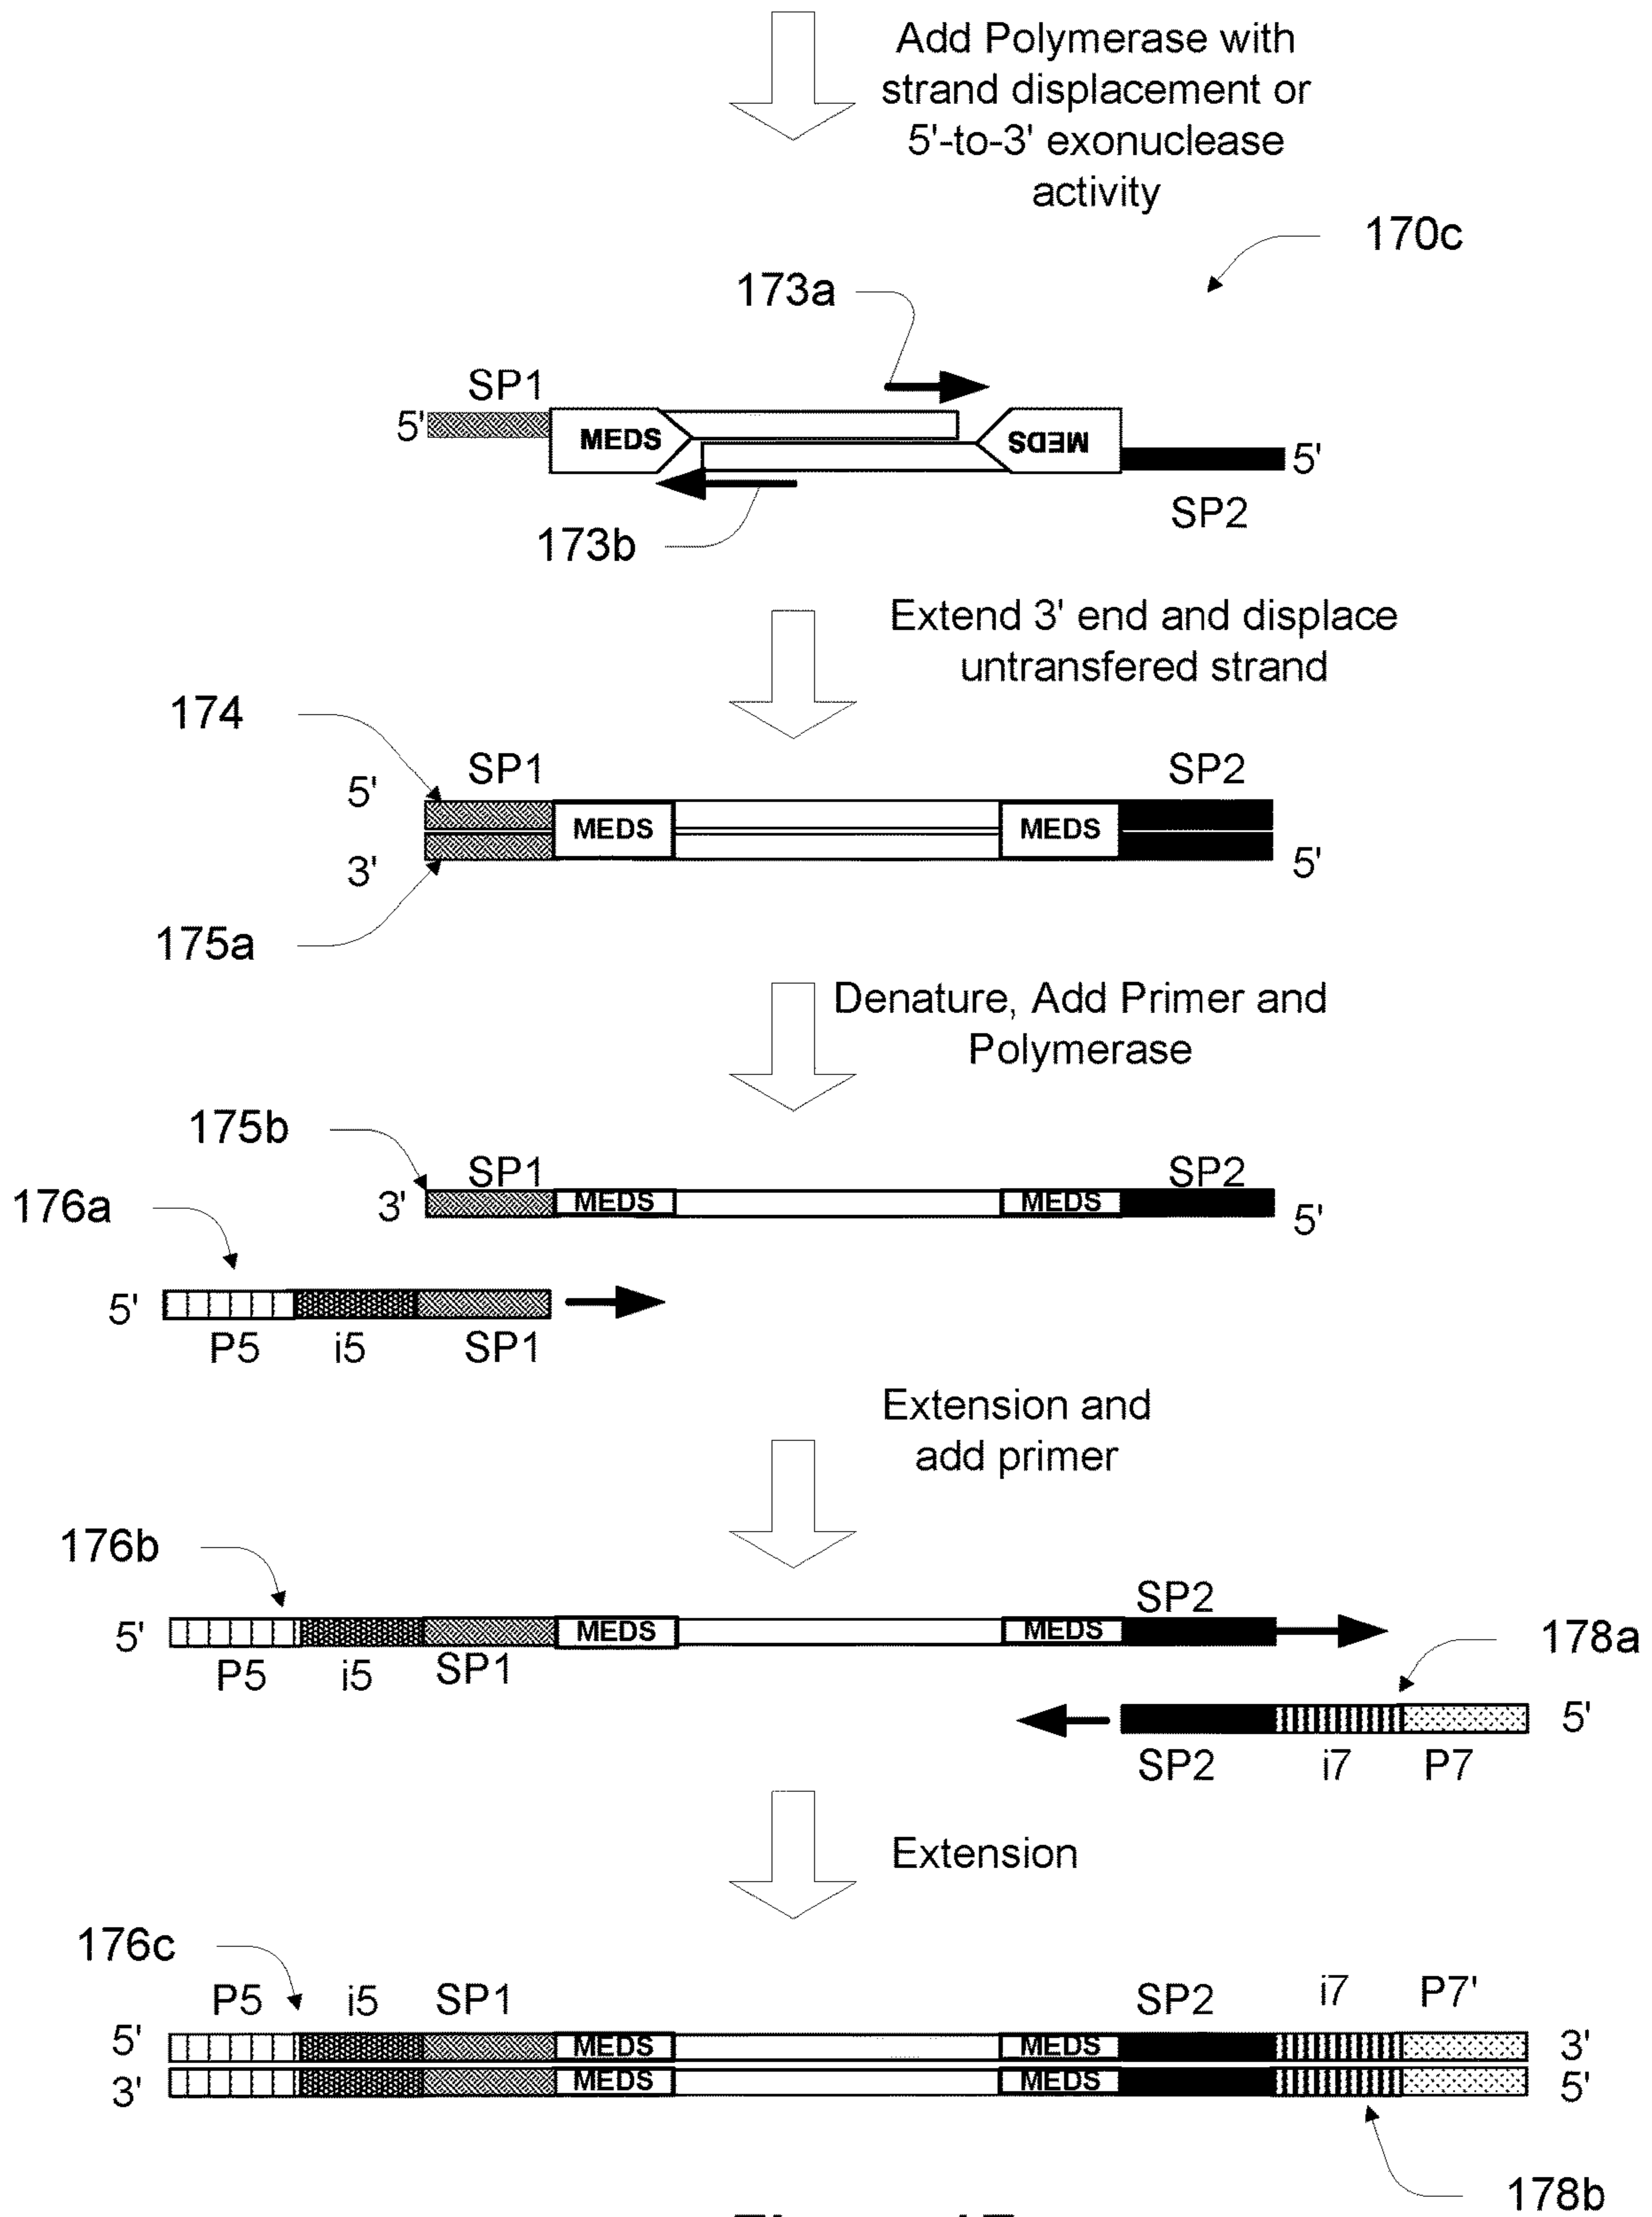 Add Polymerase with
strand displacement or
5'-to-3' exonuclease
activity
170c
173a
SP1
5'
MEDS
MEDS
5'
SP2
173b
Extend 3' end and displace
untransfered strand
174
SP1
SP2
5'
MEDS
MEDS
3'
5'
175a
Denature, Add Primer and
Polymerase
175b
SP1
SP2
176a
3'
MEDS
MEDS
5'
5'
P5
i5
SP1
Extension and
add primer
176b
SP2
5'
MEDS
MEDS
178a
P5
i5
SP1
5'
SP2
i7
P7
Extension
176c
P5
i5
SP1
SP2
i7
P7'
5'
MEDS
MEDS
3'
3'
MEDS
MEDS
5'
178b